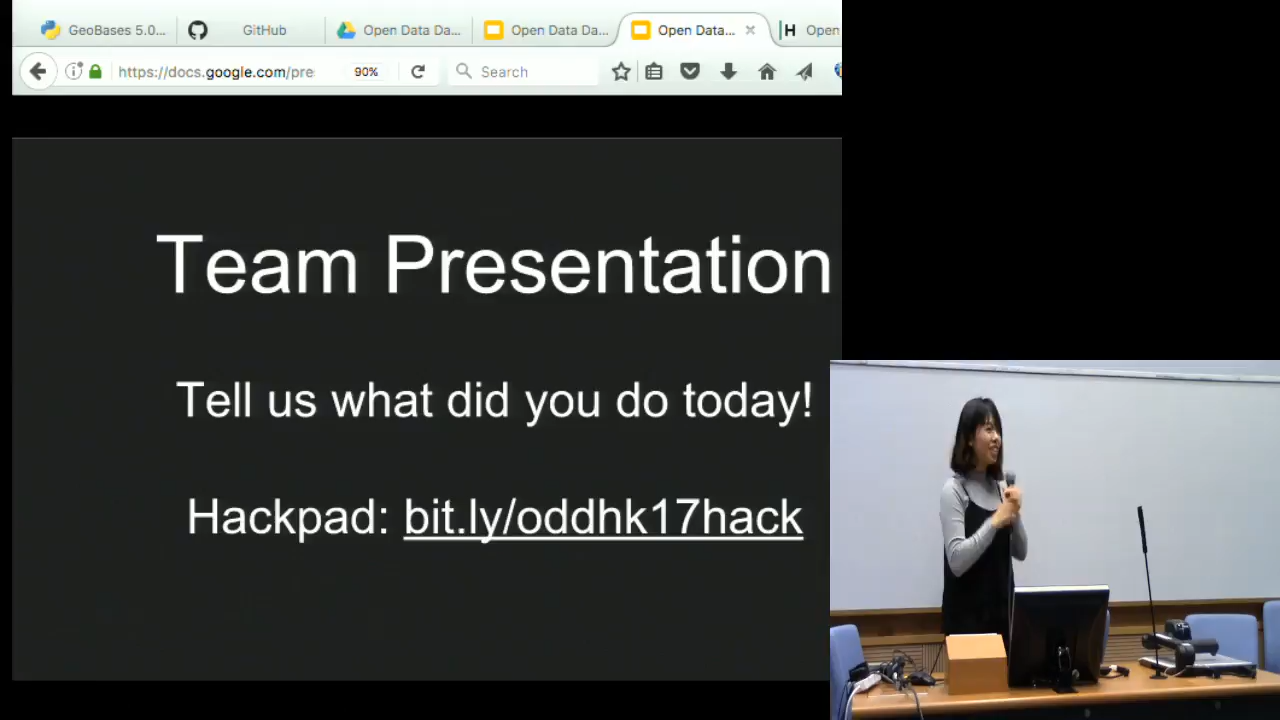 GeoBases 5.0...
GitHub
Open Data Da...
Open Data Da...
Open Data...
Open
https://docs.google.com/pre
90%
Search
Team Presentation
Tell us what did you do today!
Hackpad: bit.ly/oddhk17hack